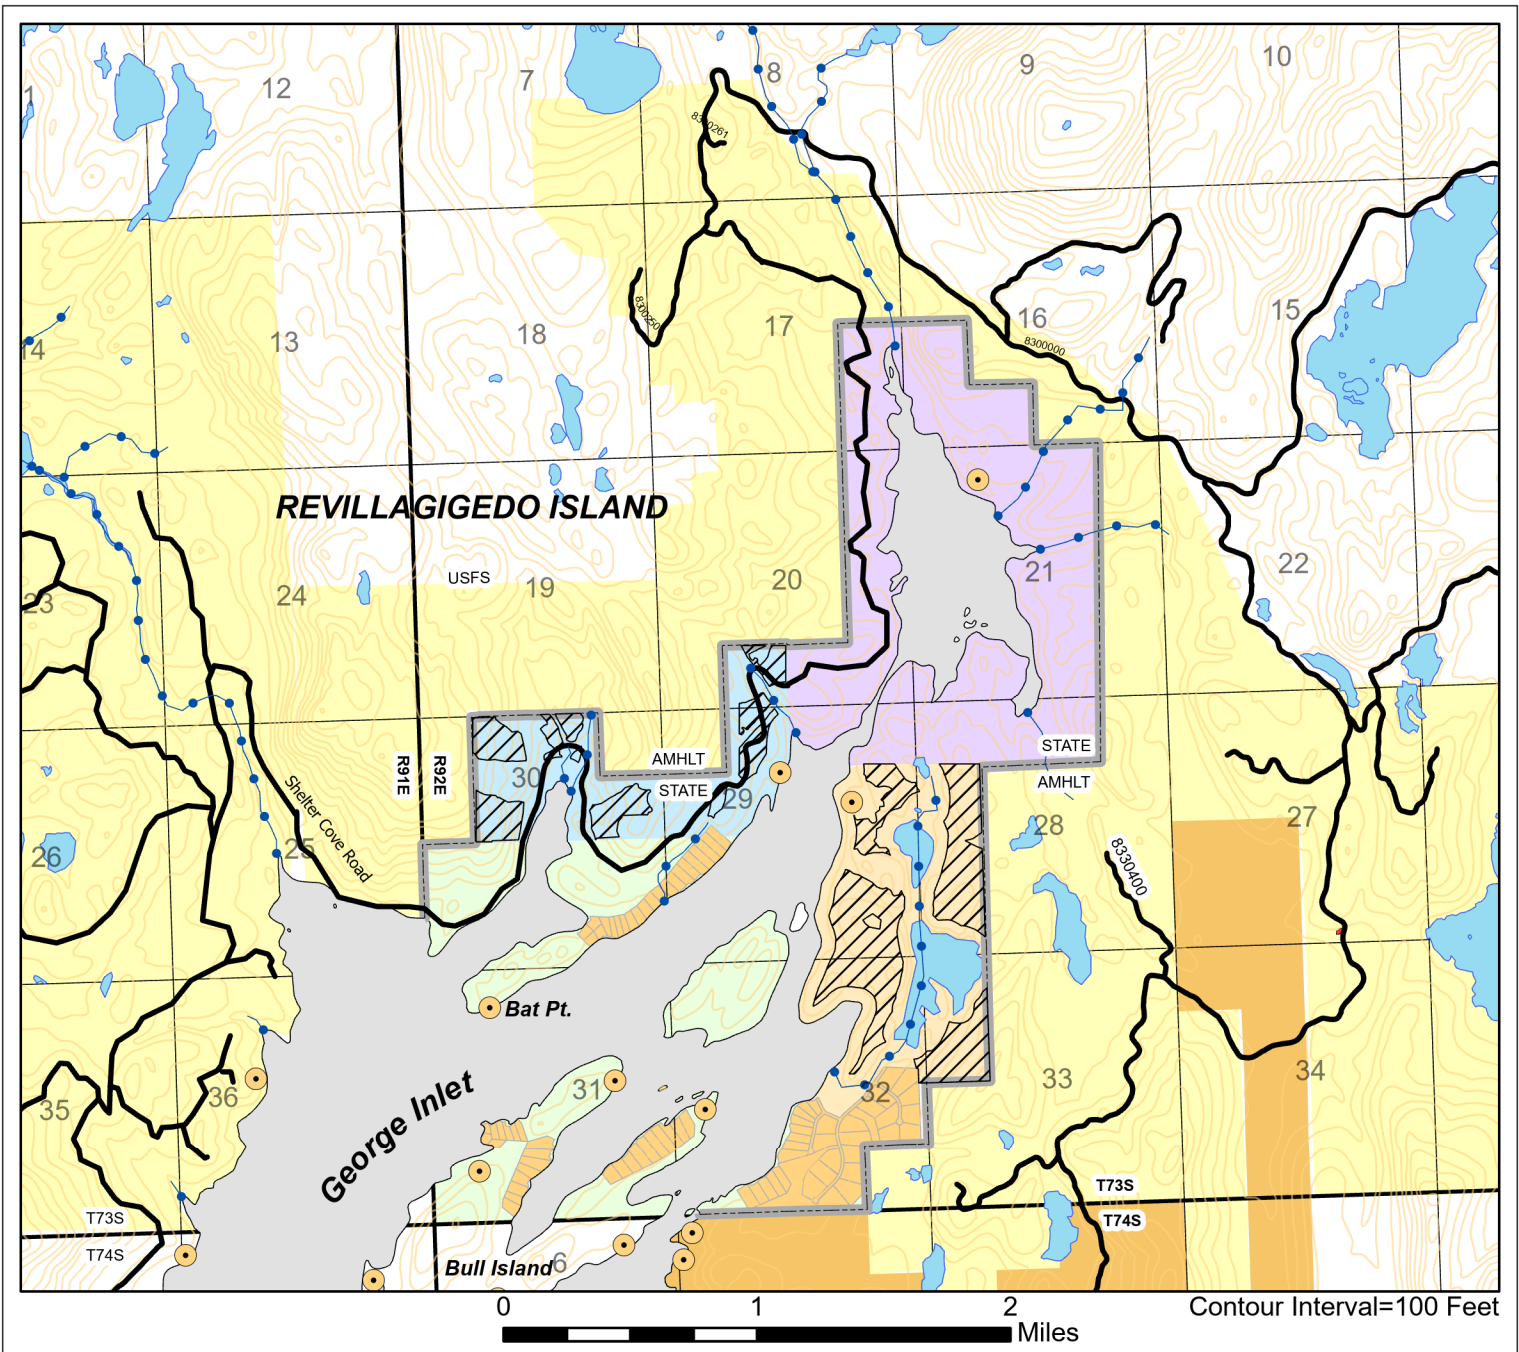 1
12
7
8
9
10
8300261
14
13
18
17
8300250
16
15
8300000
REVILLAGIGEDO ISLAND
USFS
23
24
19
20
21
22
R91E
R92E
AMHLT
STATE
STATE
AMHLT
26
25
Shelter Cove Road
30
29
28
27
8330400
Bat Pt.
35
36
31
32
33
34
George Inlet
T73S
T74S
T73S
T74S
Bull Island
6
0
1
2
Miles
Contour Interval=100 Feet